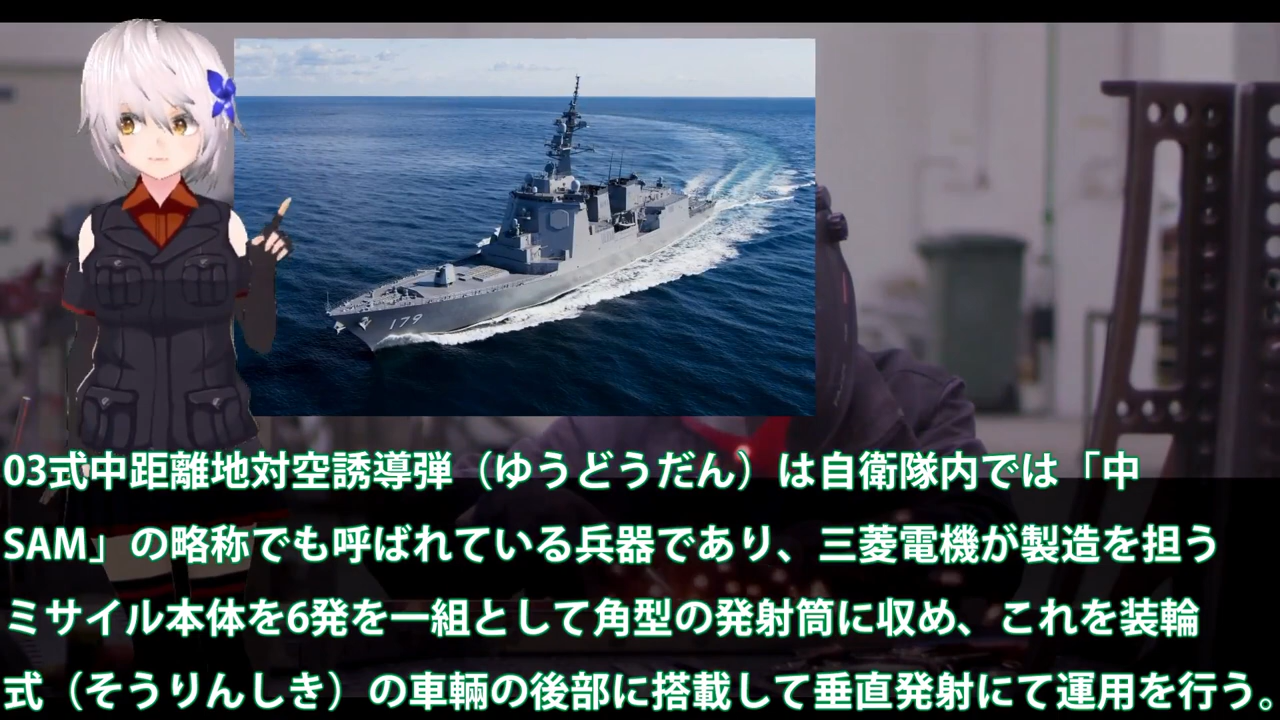 179
03式中距離地対空誘導弾（ゆうどうだん）は自衛隊内では「中
SAM」の略称でも呼ばれている兵器であり、三菱電機が製造を担う
ミサイル本体を6発を一組として角型の発射筒に収め、これを装輪
式（そうりんしき）の車輛の後部に搭載して垂直発射にて運用を行う。